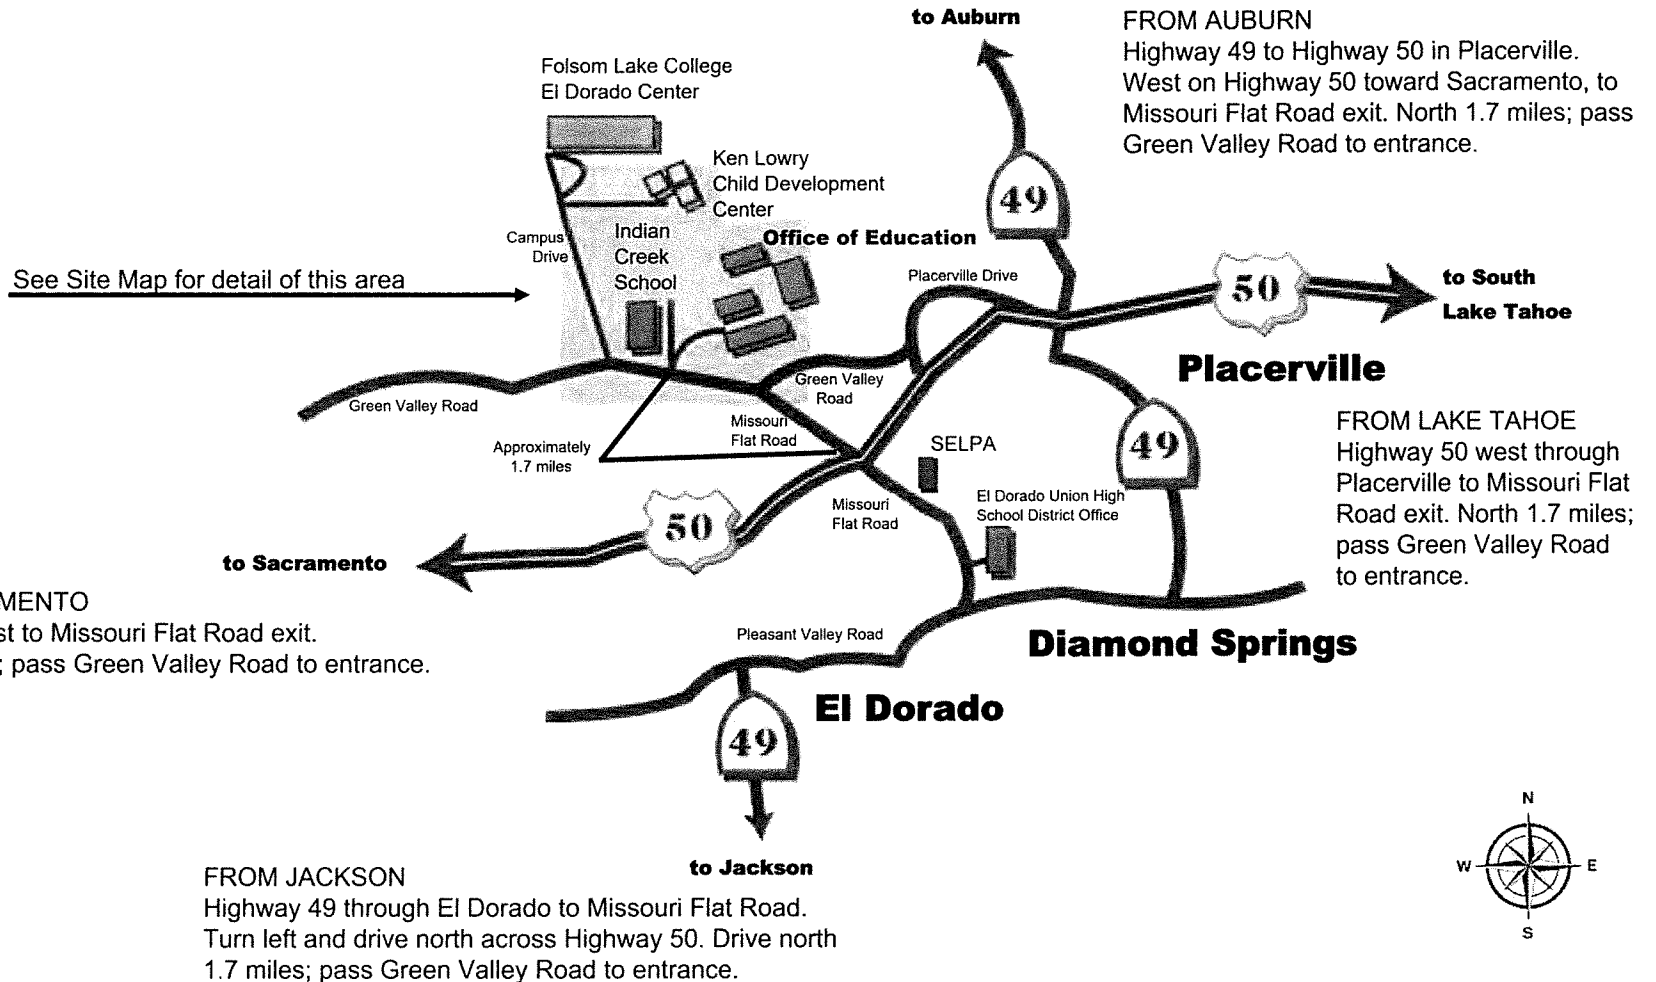 to Auburn
FROM AUBURN
Highway 49 to Highway 50 in Placerville.
West on Highway 50 toward Sacramento, to
Missouri Flat Road exit. North 1.7 miles; pass
Green Valley Road to entrance.
Folsom Lake College
El Dorado Center
Ken Lowry
Child Development
Center
49
Campus
Drive
Indian
Creek
School
Office of Education
See Site Map for detail of this area
Placerville Drive
50
to South
Lake Tahoe
Placerville
Green Valley Road
Green Valley
Road
Missouri
Flat Road
Approximately
1.7 miles
SELPA
49
FROM LAKE TAHOE
Highway 50 west through
Placerville to Missouri Flat
Road exit. North 1.7 miles;
pass Green Valley Road
to entrance.
Missouri
Flat Road
El Dorado Union High
School District Office
50
to Sacramento
MENTO
st to Missouri Flat Road exit.
; pass Green Valley Road to entrance.
Pleasant Valley Road
Diamond Springs
El Dorado
49
to Jackson
FROM JACKSON
Highway 49 through El Dorado to Missouri Flat Road.
Turn left and drive north across Highway 50. Drive north
1.7 miles; pass Green Valley Road to entrance.
N
W
E
S